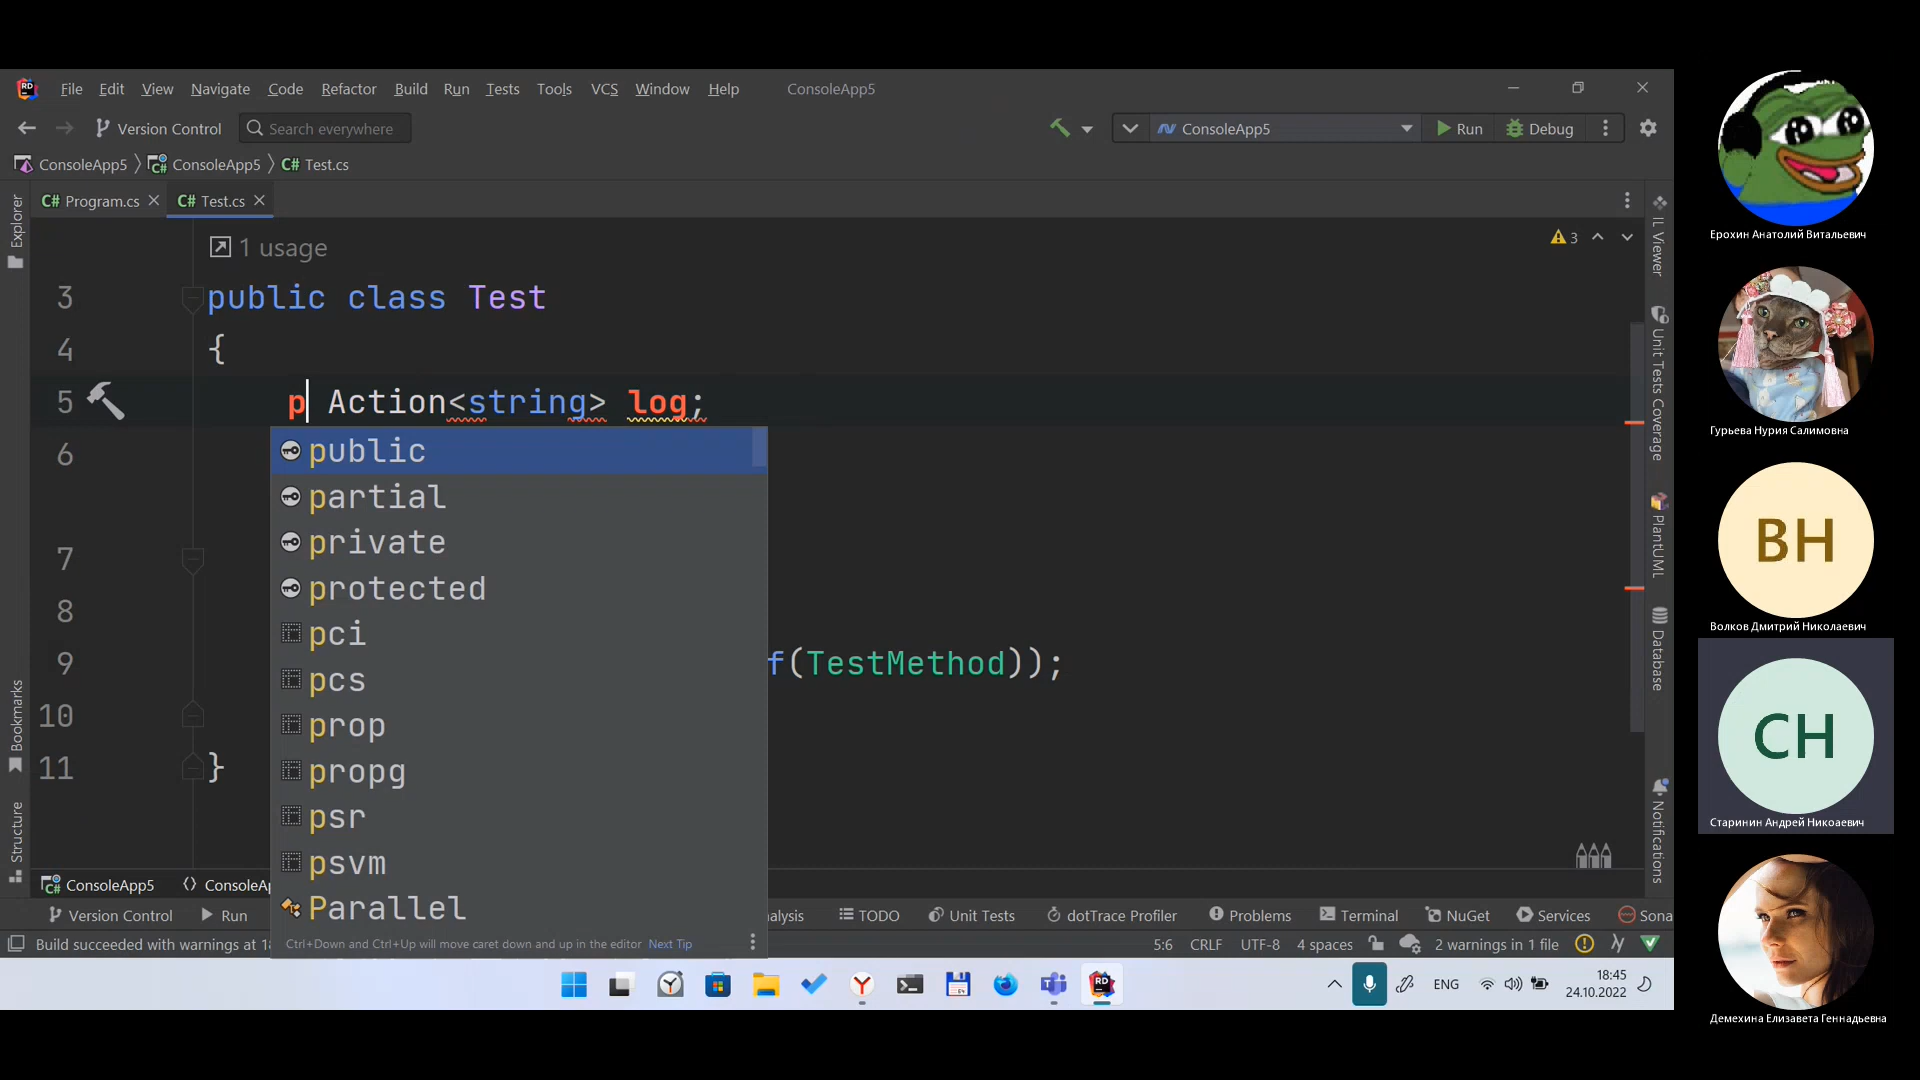 File Edit View Navigate Code Refactor Build Run Tests Tools VCS Window Help ConsoleApp5
Version Control Search everywhere ConsoleApp5 Run Debug
ConsoleApp5 ConsoleApp5 C# Test.cs
C# Program.cs C# Test.cs
Explorer
Bookmarks
Structure
1 usage
3 public class Test
4 {
5 p Action<string> log;
6
7
8
9 f(TestMethod));
10
11 }
public
partial
private
protected
pci
pcs
prop
propg
psr
psvm
Parallel
Ctrl+Down and Ctrl+Up will move caret down and up in the editor Next Tip
3
IL Viewer
Unit Tests Coverage
PlantUML
Database
Notifications
ConsoleApp5
Version Control Run alysis TODO Unit Tests dotTrace Profiler Problems Terminal NuGet Services Sona
Build succeeded with warnings at 5:6 CRLF UTF-8 4 spaces 2 warnings in 1 file
ENG 18:45
24.10.2022
Ерохин Анатолий Витальевич
Гурьева Нурия Салимовна
ВН
Волков Дмитрий Николаевич
СН
Старинин Андрей Никоаевич
Демехина Елизавета Геннадьевна